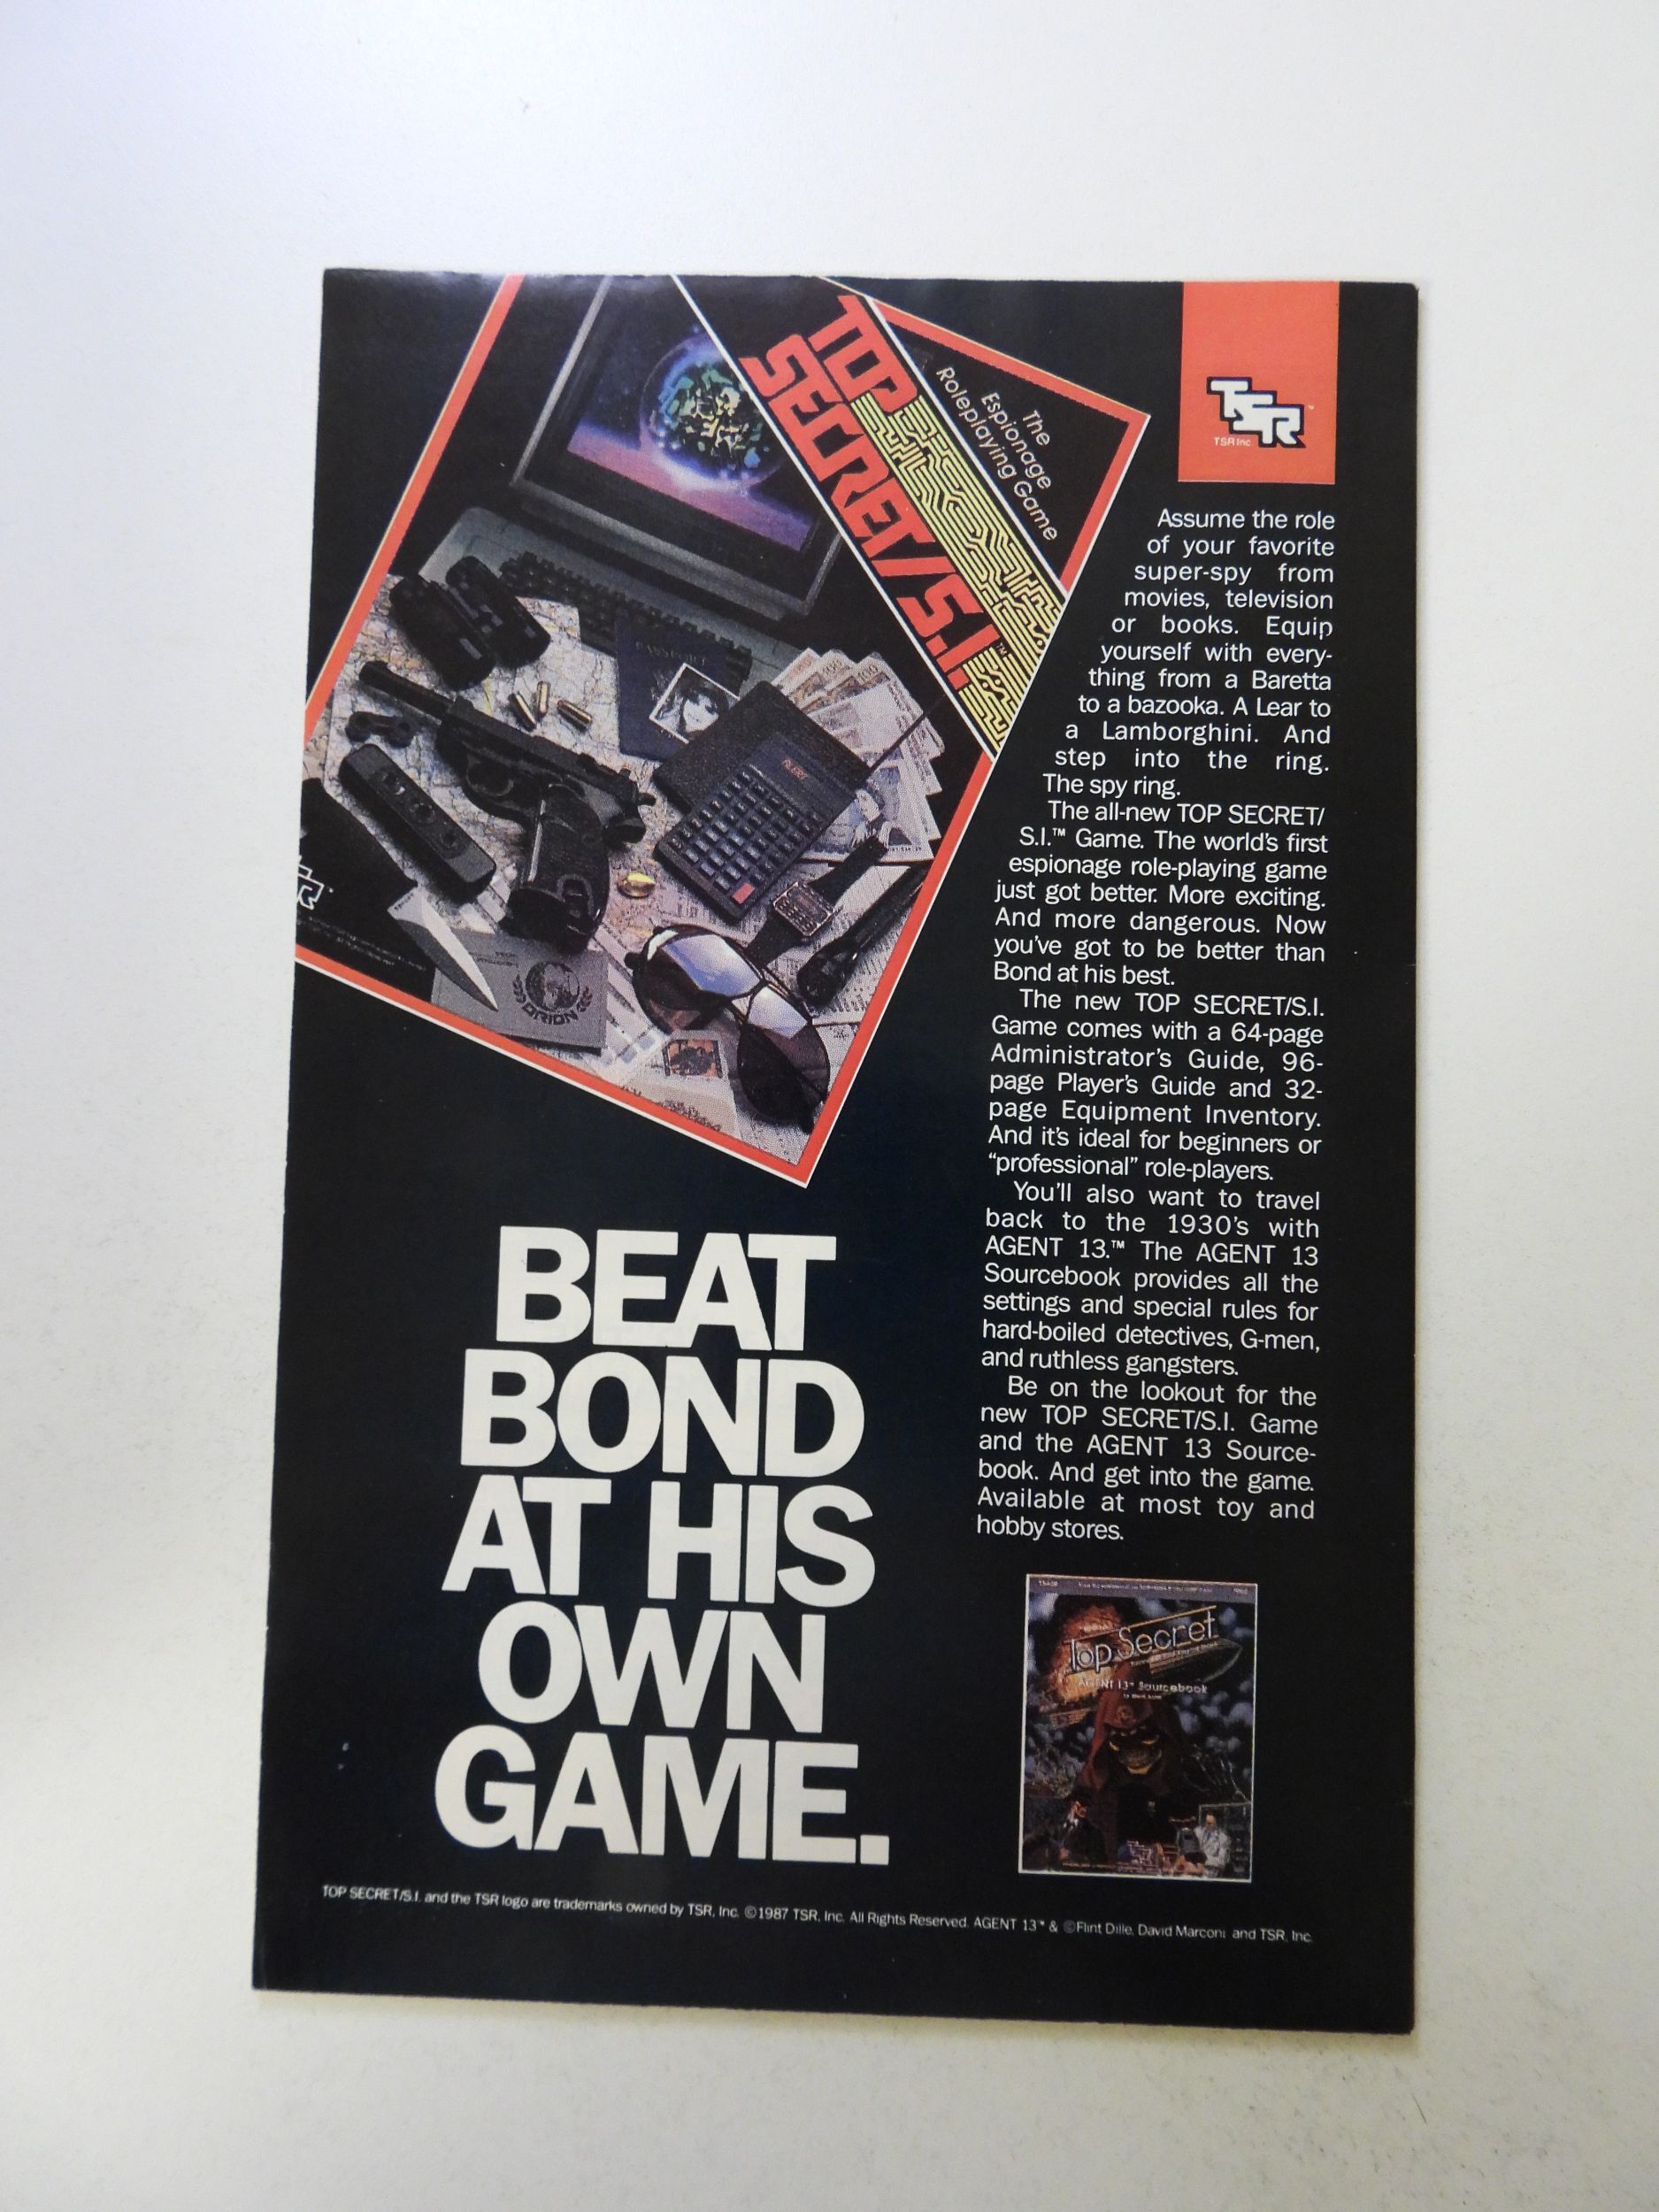 TOP
SECRET/S.I.™
The
Espionage
Roleplaying Game
TSR™
TSR Inc
PASSPORT
ALERT
ORION
Assume the role
of your favorite
super-spy from
movies, television
or books. Equip
yourself with every-
thing from a Baretta
to a bazooka. A Lear to
a Lamborghini. And
step into the ring.
The spy ring.
The all-new TOP SECRET/
S.I.™ Game. The world's first
espionage role-playing game
just got better. More exciting.
And more dangerous. Now
you've got to be better than
Bond at his best.
The new TOP SECRET/S.I.
Game comes with a 64-page
Administrator's Guide, 96-
page Player's Guide and 32-
page Equipment Inventory.
And it's ideal for beginners or
“professional” role-players.
You'll also want to travel
back to the 1930's with
AGENT 13.™ The AGENT 13
Sourcebook provides all the
settings and special rules for
hard-boiled detectives, G-men,
and ruthless gangsters.
Be on the lookout for the
new TOP SECRET/S.I. Game
and the AGENT 13 Source-
book. And get into the game.
Available at most toy and
hobby stores.
BEAT
BOND
AT HIS
OWN
GAME.
Top Secret
AGENT 13™ Sourcebook
TOP SECRET/S.I. and the TSR logo are trademarks owned by TSR, Inc. ©1987 TSR, Inc. All Rights Reserved. AGENT 13™ & ©Flint Dille, David Marconi and TSR, Inc.